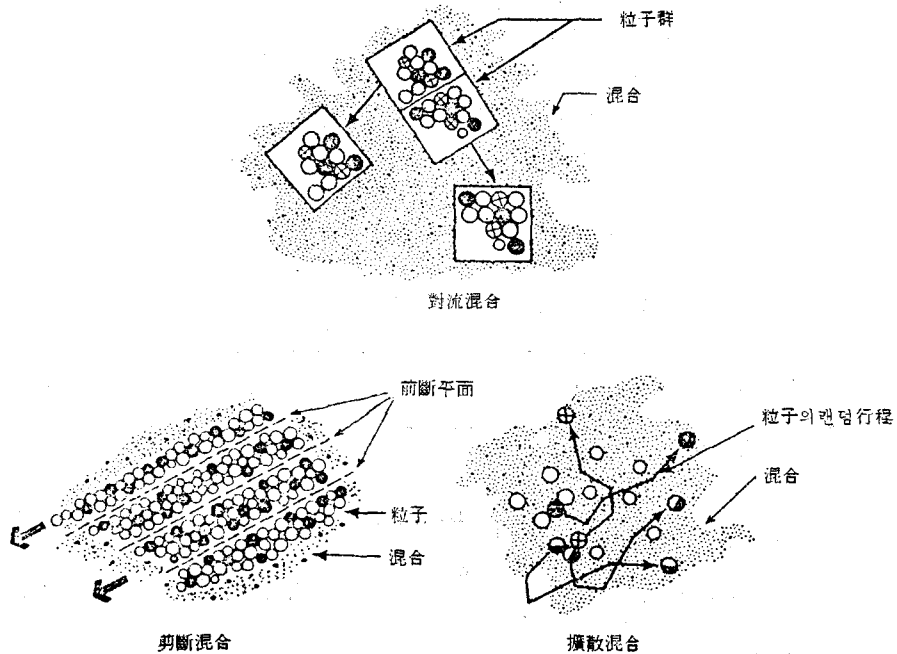 粒子群
混合
對流混合
前斷平面
粒子의랜덤行程
混合
粒子
混合
剪斷混合
擴散混合